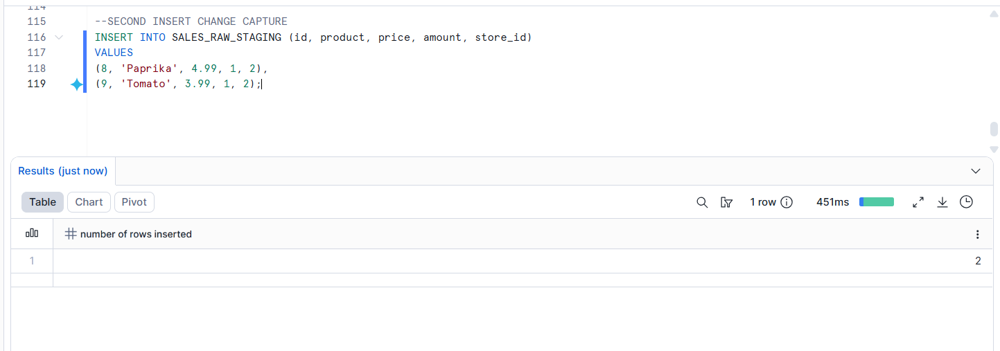 114
115 --SECOND INSERT CHANGE CAPTURE
116 INSERT INTO SALES_RAW_STAGING (id, product, price, amount, store_id)
117 VALUES
118 (8, 'Paprika', 4.99, 1, 2),
119 (9, 'Tomato', 3.99, 1, 2);
Results (just now)
Table Chart Pivot 1 row 451ms
number of rows inserted
1 2